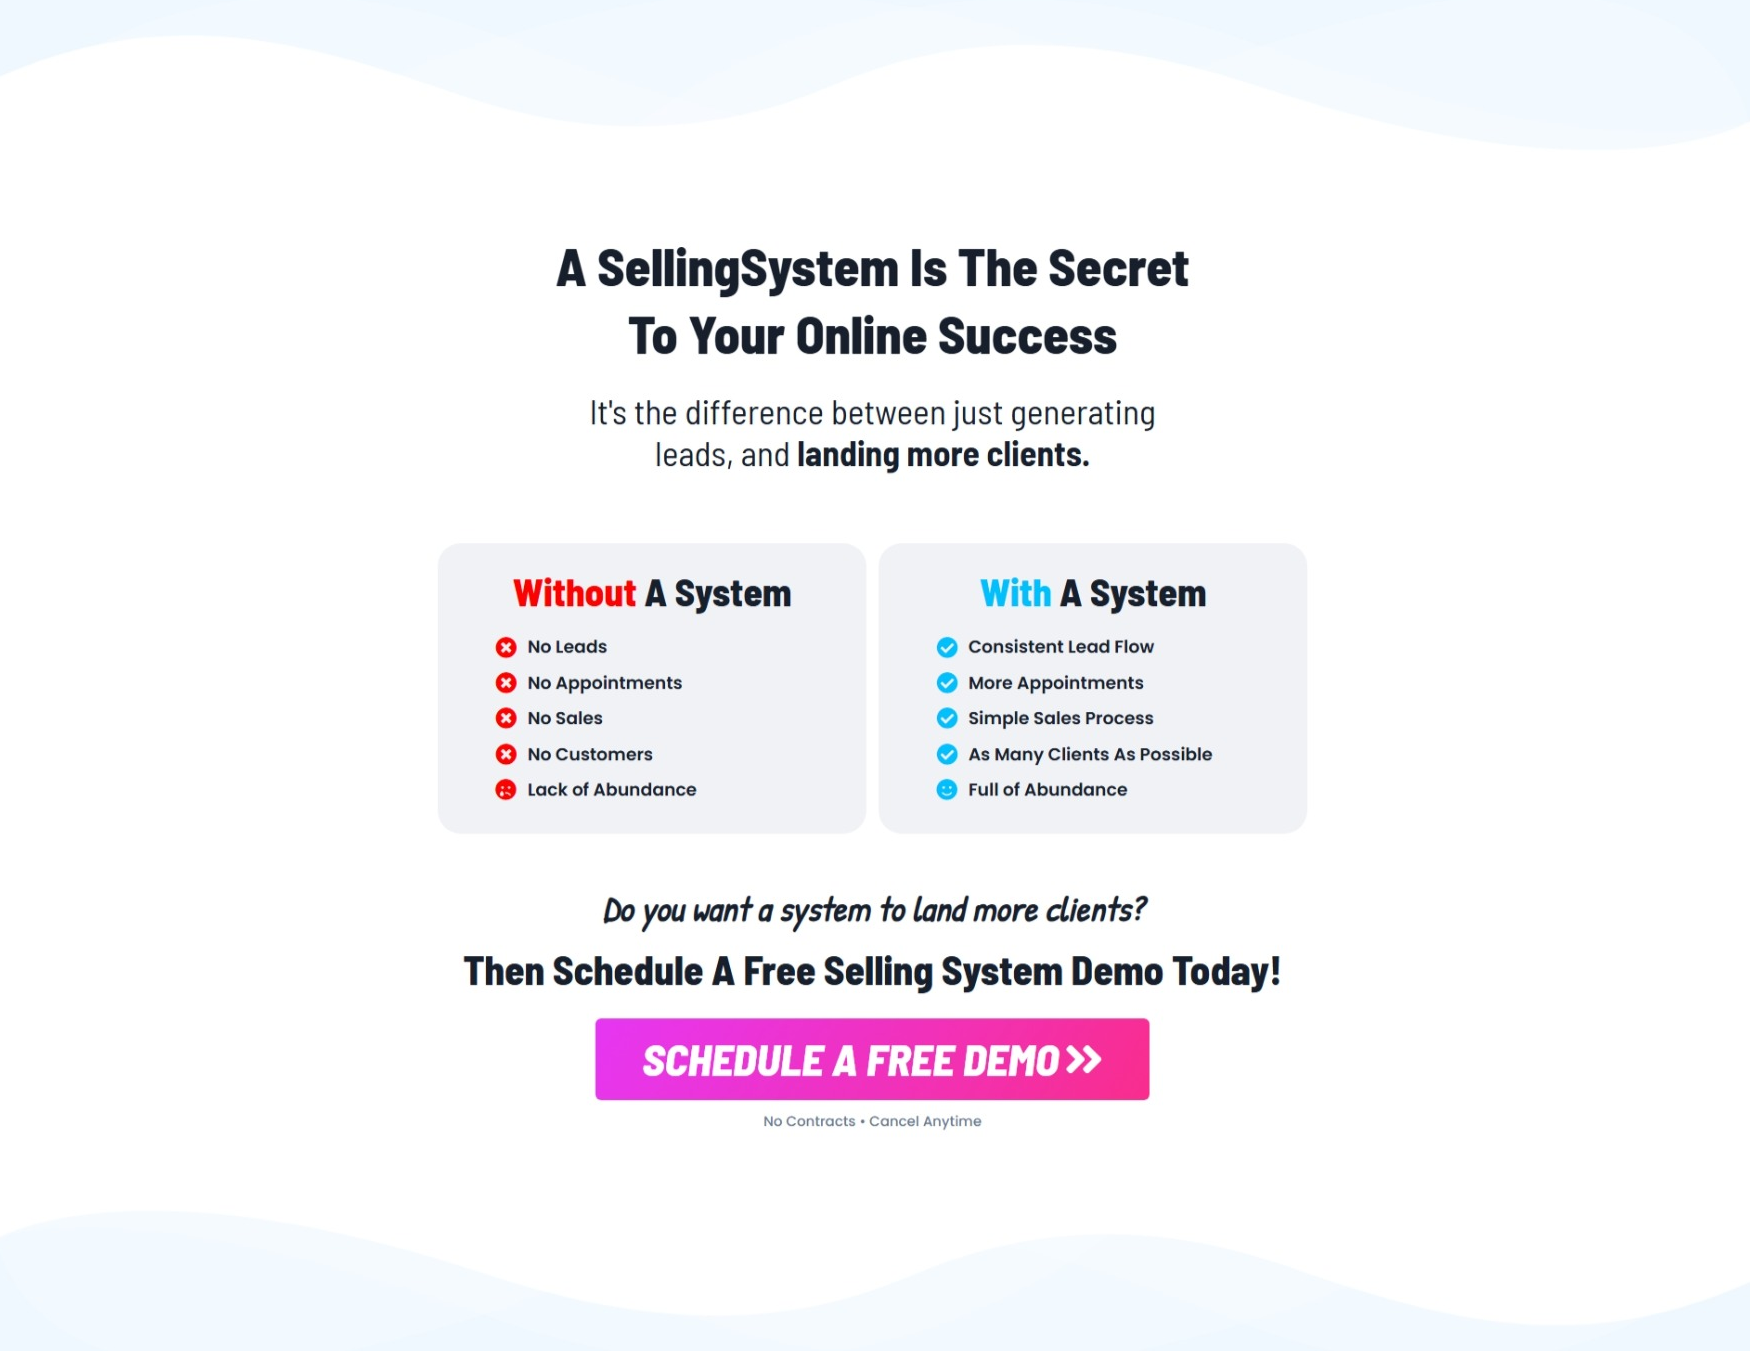 A SellingSystem Is The Secret
To Your Online Success
It's the difference between just generating
leads, and landing more clients.
Without A System
No Leads
No Appointments
No Sales
No Customers
Lack of Abundance
With A System
Consistent Lead Flow
More Appointments
Simple Sales Process
As Many Clients As Possible
Full of Abundance
Do you want a system to land more clients?
Then Schedule A Free Selling System Demo Today!
SCHEDULE A FREE DEMO
No Contracts • Cancel Anytime